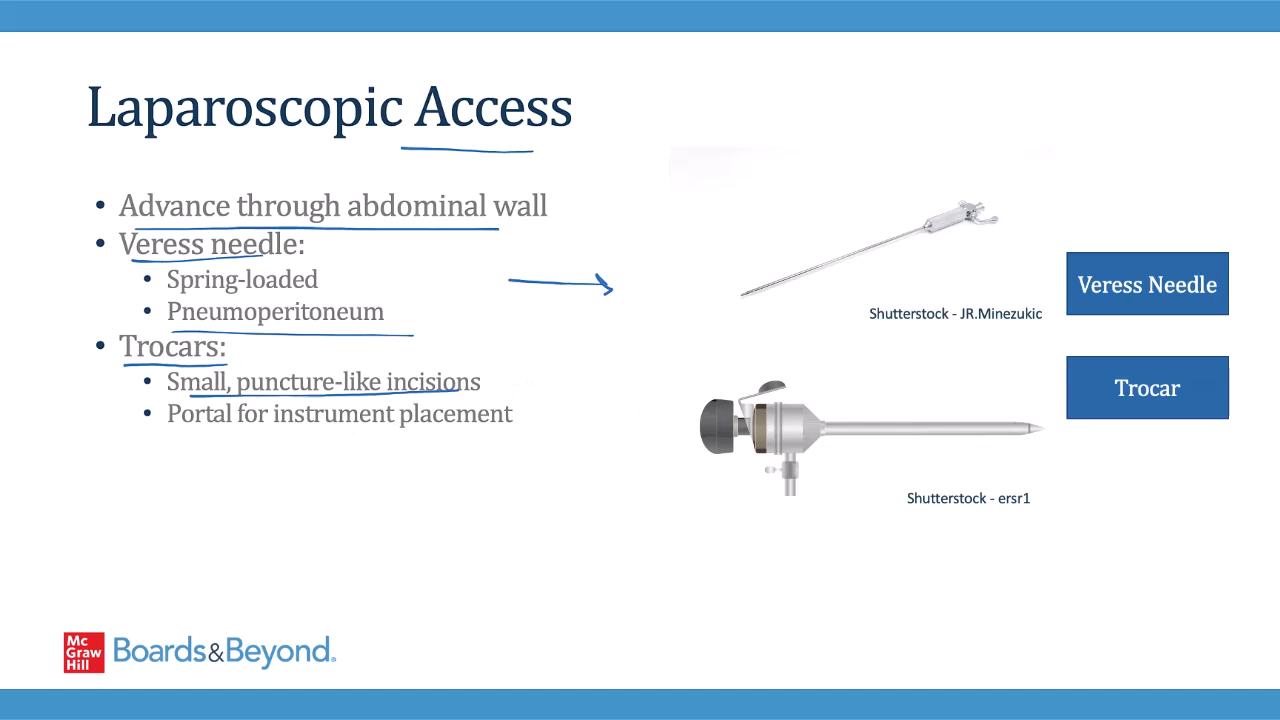 Laparoscopic Access
• Advance through abdominal wall
• Veress needle:
• Spring-loaded
• Pneumoperitoneum
• Trocars:
• Small, puncture-like incisions
• Portal for instrument placement
Shutterstock - JR.Minezukic
Veress Needle
Trocar
Shutterstock - ersr1
Mc
Graw
Hill
Boards&Beyond.